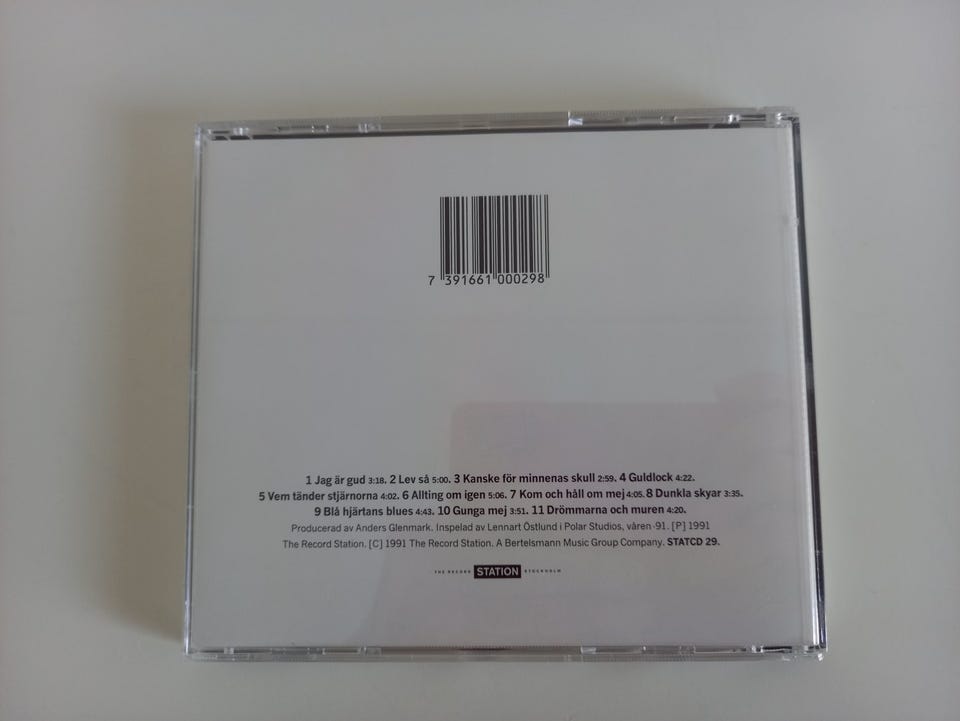 7 391661 000298
1 Jag är gud 3:18. 2 Lev så 5:00. 3 Kanske för minnenas skull 2:59. 4 Guldlock 4:22.
5 Vem tänder stjärnorna 4:02. 6 Allting om igen 5:06. 7 Kom och håll om mej 4:05. 8 Dunkla skyar 3:35.
9 Blå hjärtans blues 4:43. 10 Gunga mej 3:51. 11 Drömmarna och muren 4:20.
Producerad av Anders Glenmark. Inspelad av Lennart Östlund i Polar Studios, våren -91. [P] 1991
The Record Station. [C] 1991 The Record Station. A Bertelsmann Music Group Company. STATCD 29.
THE RECORD STATION STOCKHOLM